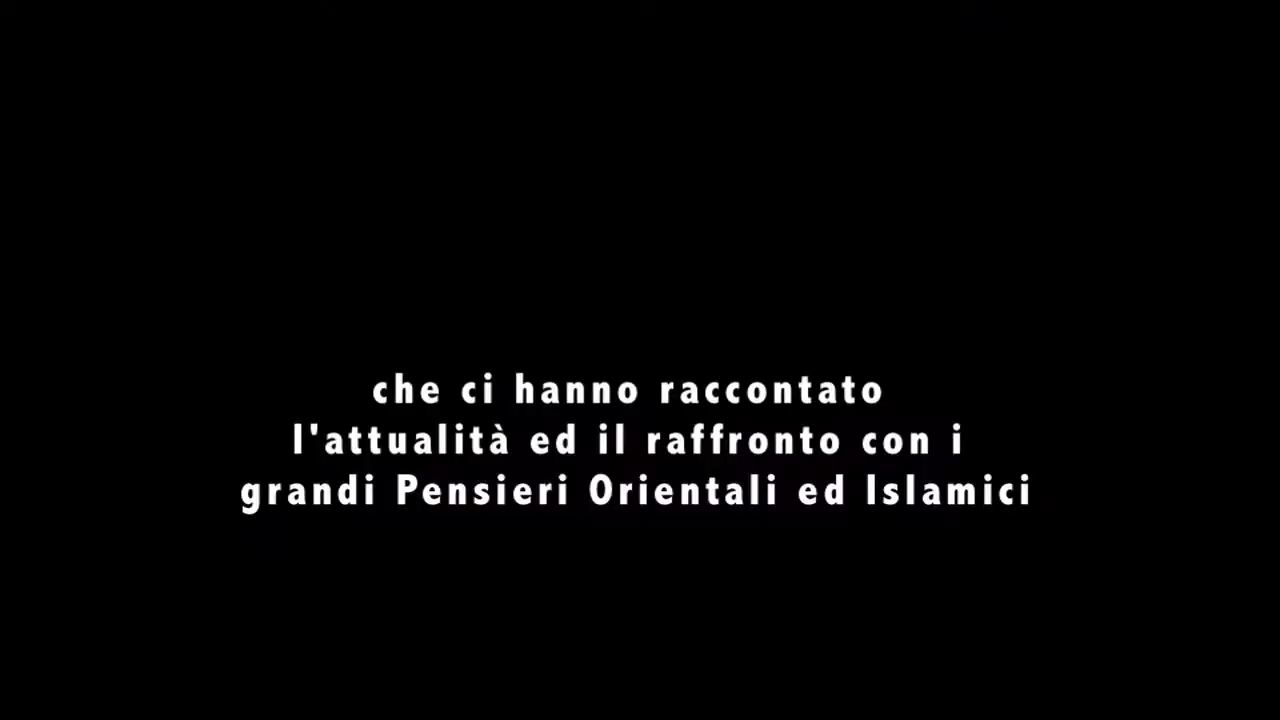 che ci hanno raccontato
l'attualità ed il raffronto con i
grandi Pensieri Orientali ed Islamici